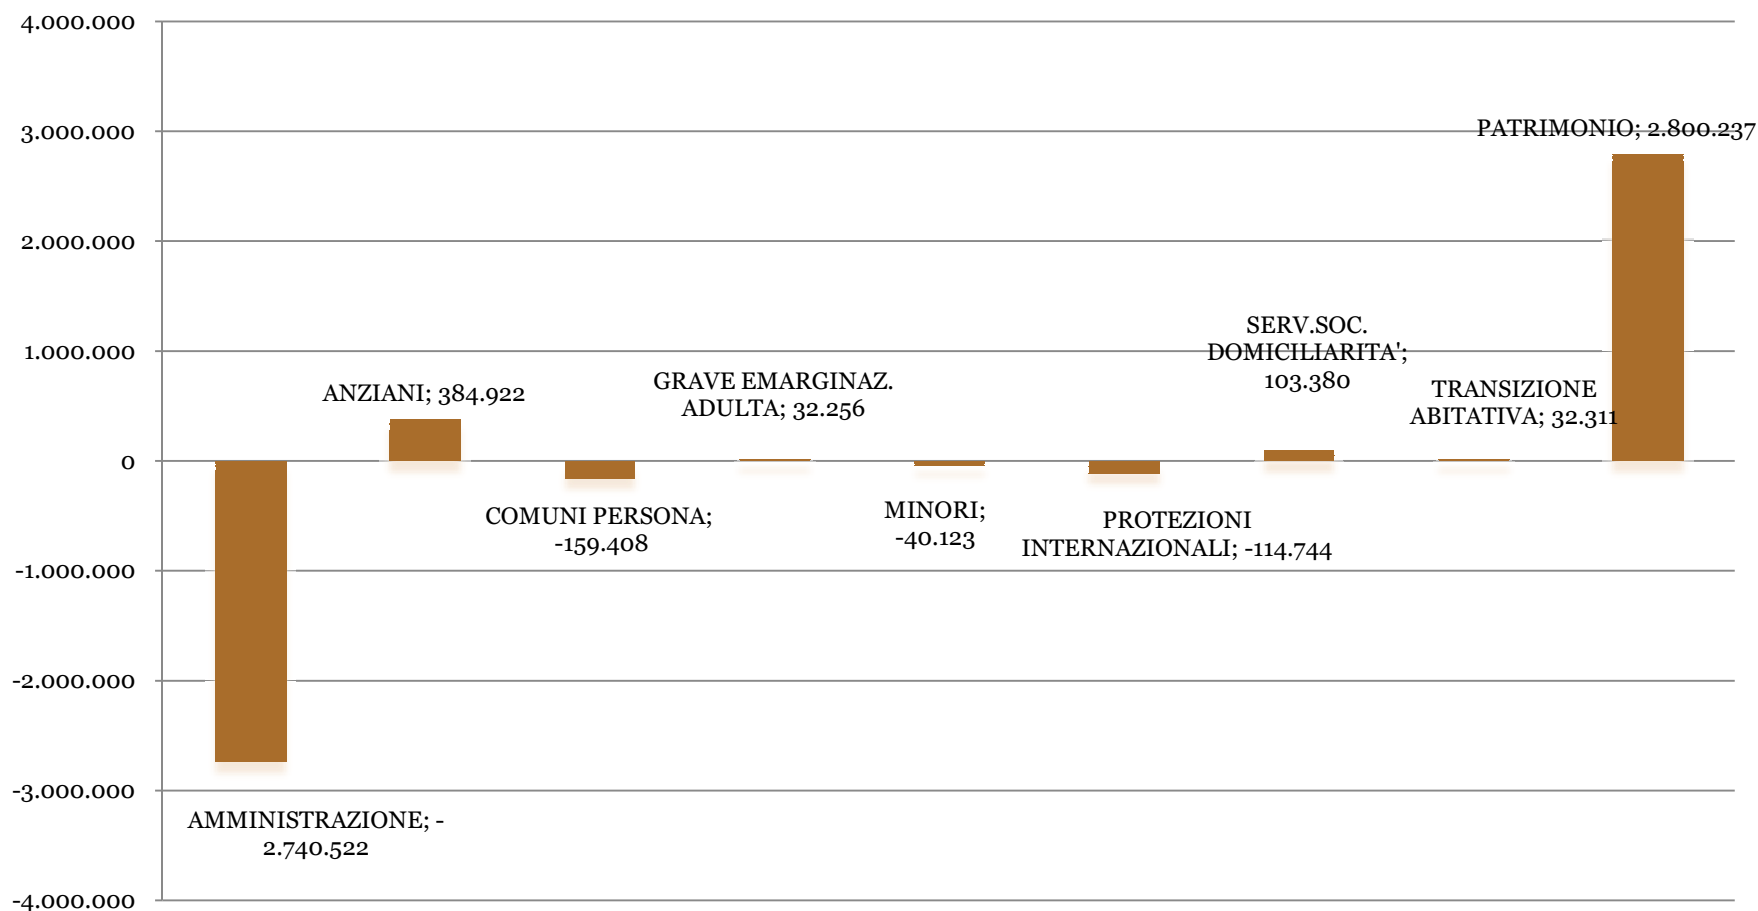 4.000.000
3.000.000
2.000.000
1.000.000
0
-1.000.000
-2.000.000
-3.000.000
-4.000.000
AMMINISTRAZIONE; -
2.740.522
ANZIANI; 384.922
COMUNI PERSONA;
-159.408
GRAVE EMARGINAZ.
ADULTA; 32.256
MINORI;
-40.123
PROTEZIONI
INTERNAZIONALI; -114.744
SERV.SOC.
DOMICILIARITA';
103.380
TRANSIZIONE
ABITATIVA; 32.311
PATRIMONIO; 2.800.237